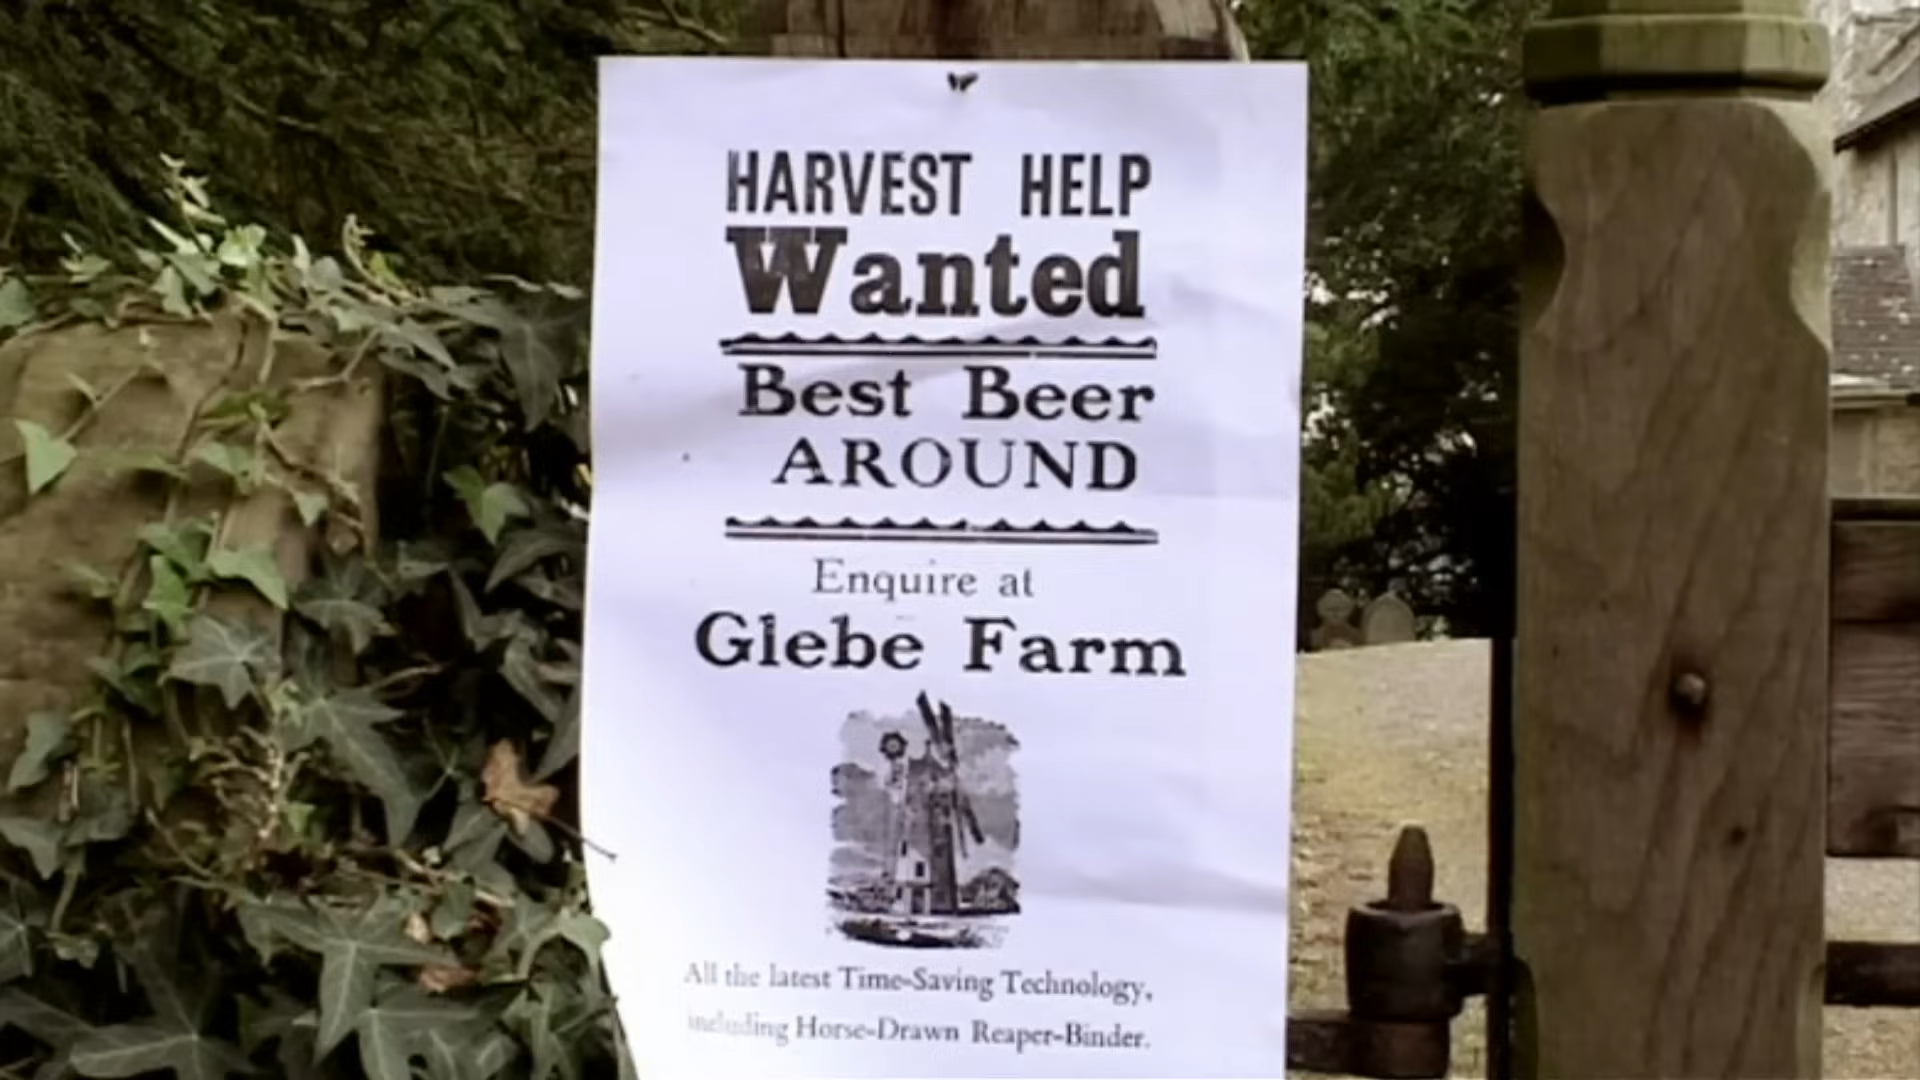 HARVEST HELP
Wanted
Best Beer
AROUND
Enquire at
Glebe Farm
All the latest Time-Saving Technology,
including Horse-Drawn Reaper-Binder.